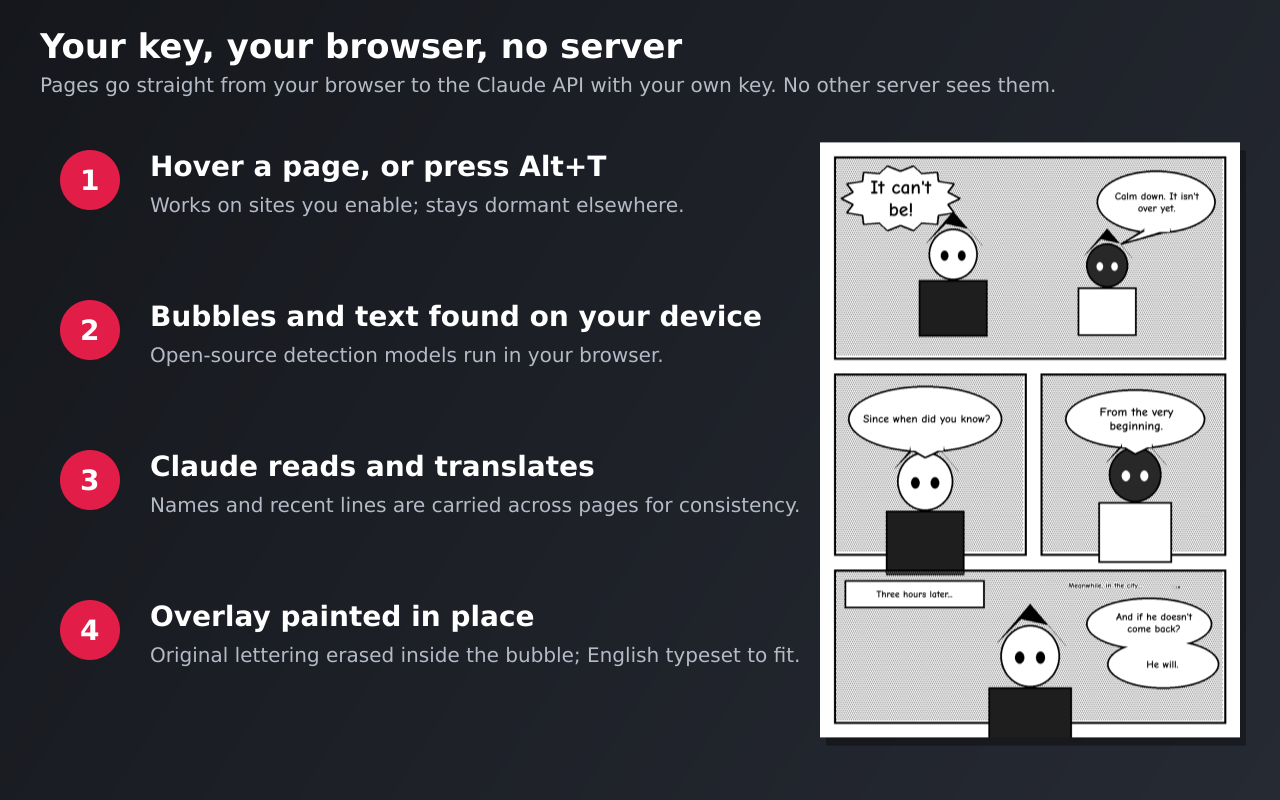 Your key, your browser, no server
Pages go straight from your browser to the Claude API with your own key. No other server sees them.
1
Hover a page, or press Alt+T
Works on sites you enable; stays dormant elsewhere.
2
Bubbles and text found on your device
Open-source detection models run in your browser.
3
Claude reads and translates
Names and recent lines are carried across pages for consistency.
4
Overlay painted in place
Original lettering erased inside the bubble; English typeset to fit.
It can't
be!
Calm down. It isn't
over yet.
Since when did you know?
From the very
beginning.
Three hours later...
Meanwhile, in the city...
And if he doesn't
come back?
He will.